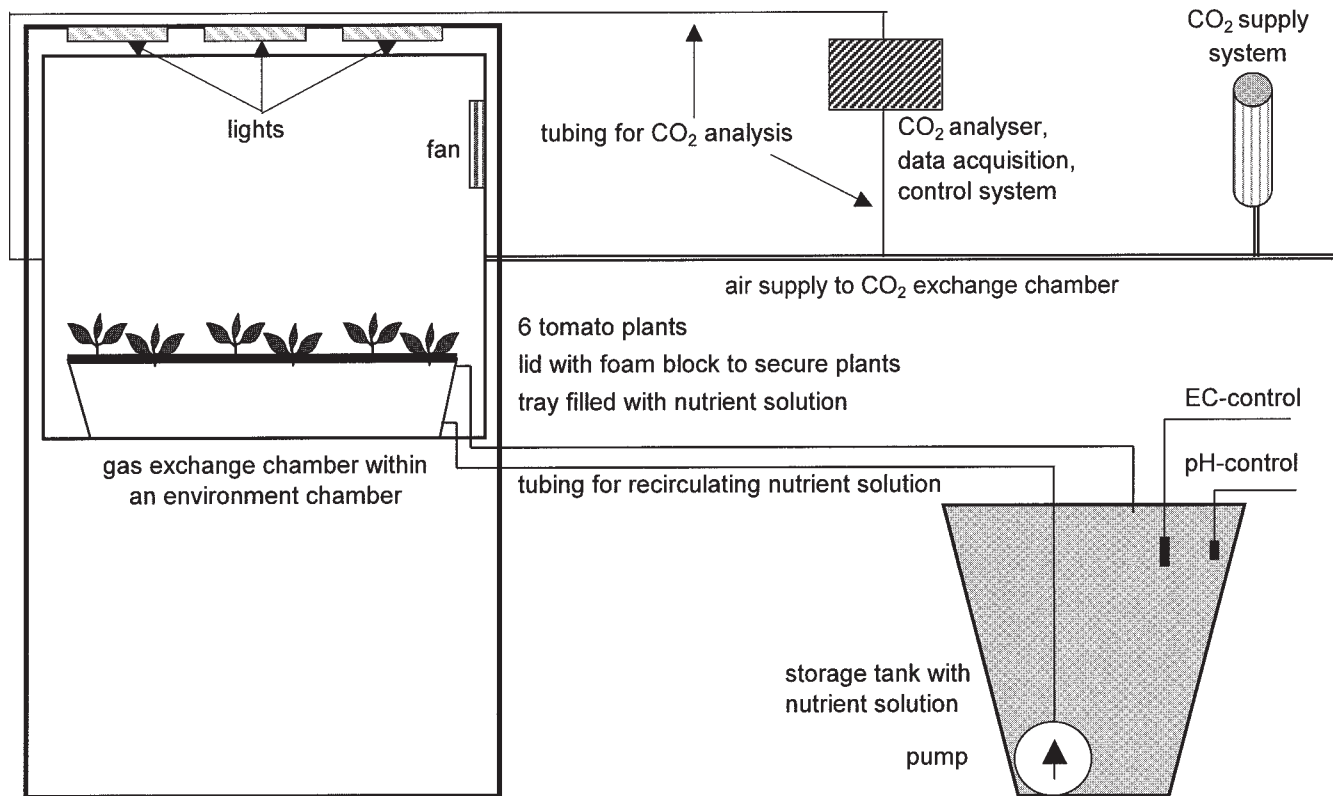 CO₂ supply
system
lights
fan
tubing for CO₂ analysis
CO₂ analyser,
data acquisition,
control system
air supply to CO₂ exchange chamber
6 tomato plants
lid with foam block to secure plants
tray filled with nutrient solution
EC-control
pH-control
gas exchange chamber within
an environment chamber
tubing for recirculating nutrient solution
storage tank with
nutrient solution
pump